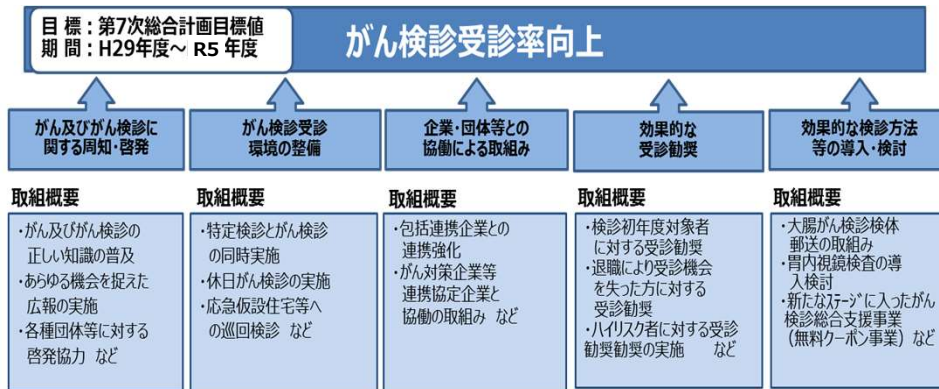 目 標：第7次総合計画目標値
期 間：H29年度～R5 年度
がん検診受診率向上
がん及びがん検診に
関する周知・啓発
がん検診受診
環境の整備
企業・団体等との
協働による取組み
効果的な
受診勧奨
効果的な検診方法
等の導入・検討
取組概要
・がん及びがん検診の
正しい知識の普及
・あらゆる機会を捉えた
広報の実施
・各種団体等に対する
啓発協力 など
取組概要
・特定検診とがん検診
の同時実施
・休日がん検診の実施
・応急仮設住宅等へ
の巡回検診 など
取組概要
・包括連携企業との
連携強化
・がん対策企業等
連携協定企業と
協働の取組み など
取組概要
・検診初年度対象者
に対する受診勧奨
・退職により受診機会
を失った方に対する
受診勧奨
・ハイリスク者に対する受診
勧奨勧奨の実施 など
取組概要
・大腸がん検診検体
郵送の取組み
・胃内視鏡検査の導
入検討
・新たなステージに入ったがん
検診総合支援事業
（無料クーポン事業）など